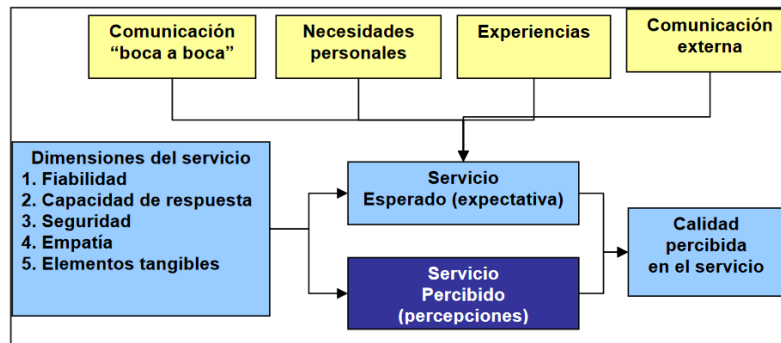 Comunicación
“boca a boca”
Necesidades
personales
Experiencias
Comunicación
externa
Dimensiones del servicio
1. Fiabilidad
2. Capacidad de respuesta
3. Seguridad
4. Empatía
5. Elementos tangibles
Servicio
Esperado (expectativa)
Servicio
Percibido
(percepciones)
Calidad
percibida
en el servicio